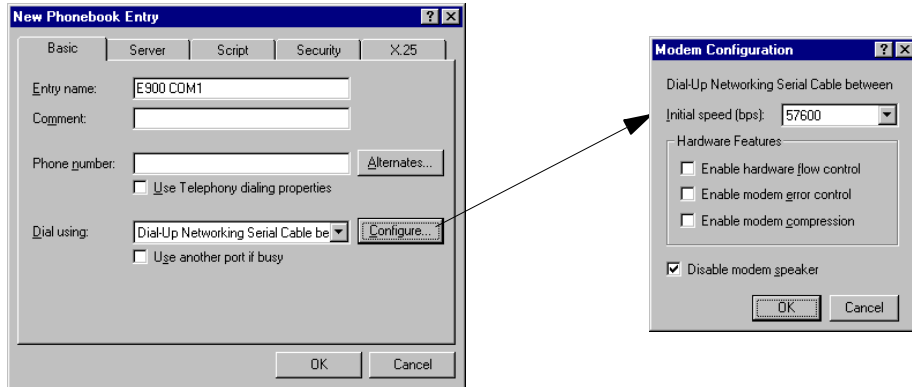 New Phonebook Entry
Basic Server Script Security X.25
Entry name: E900 COM1
Comment:
Phone number: Alternates...
Use Telephony dialing properties
Dial using: Dial-Up Networking Serial Cable be Configure...
Use another port if busy
OK Cancel
Modem Configuration
Dial-Up Networking Serial Cable between
Initial speed (bps): 57600
Hardware Features
Enable hardware flow control
Enable modem error control
Enable modem compression
Disable modem speaker
OK Cancel